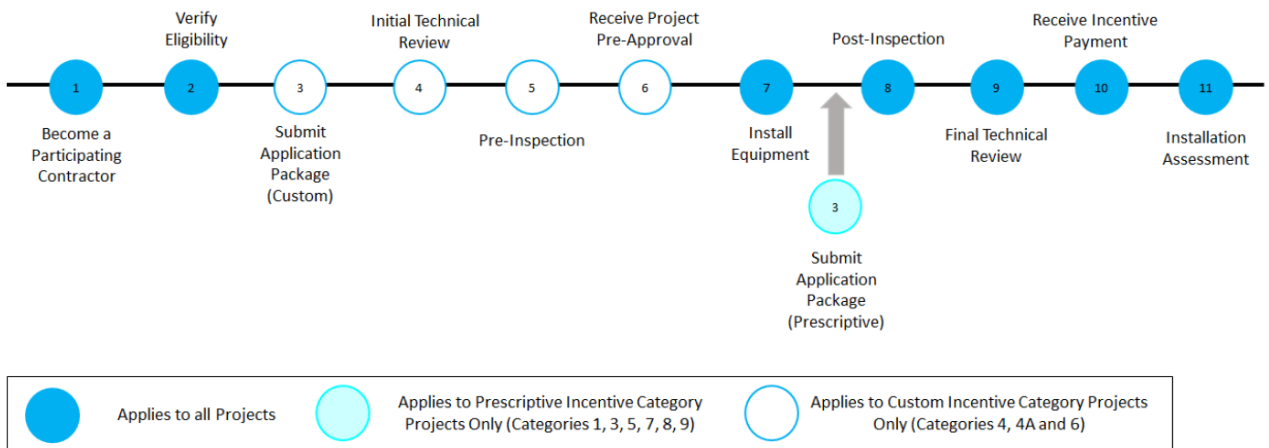 Verify
Eligibility
Initial Technical
Review
Receive Project
Pre-Approval
Post-Inspection
Receive Incentive
Payment
1
2
3
4
5
6
7
8
9
10
11
Become a
Participating
Contractor
Submit
Application
Package
(Custom)
Pre-Inspection
Install
Equipment
Final Technical
Review
Installation
Assessment
3
Submit
Application
Package
(Prescriptive)
Applies to all Projects
Applies to Prescriptive Incentive Category
Projects Only (Categories 1, 3, 5, 7, 8, 9)
Applies to Custom Incentive Category Projects
Only (Categories 4, 4A and 6)